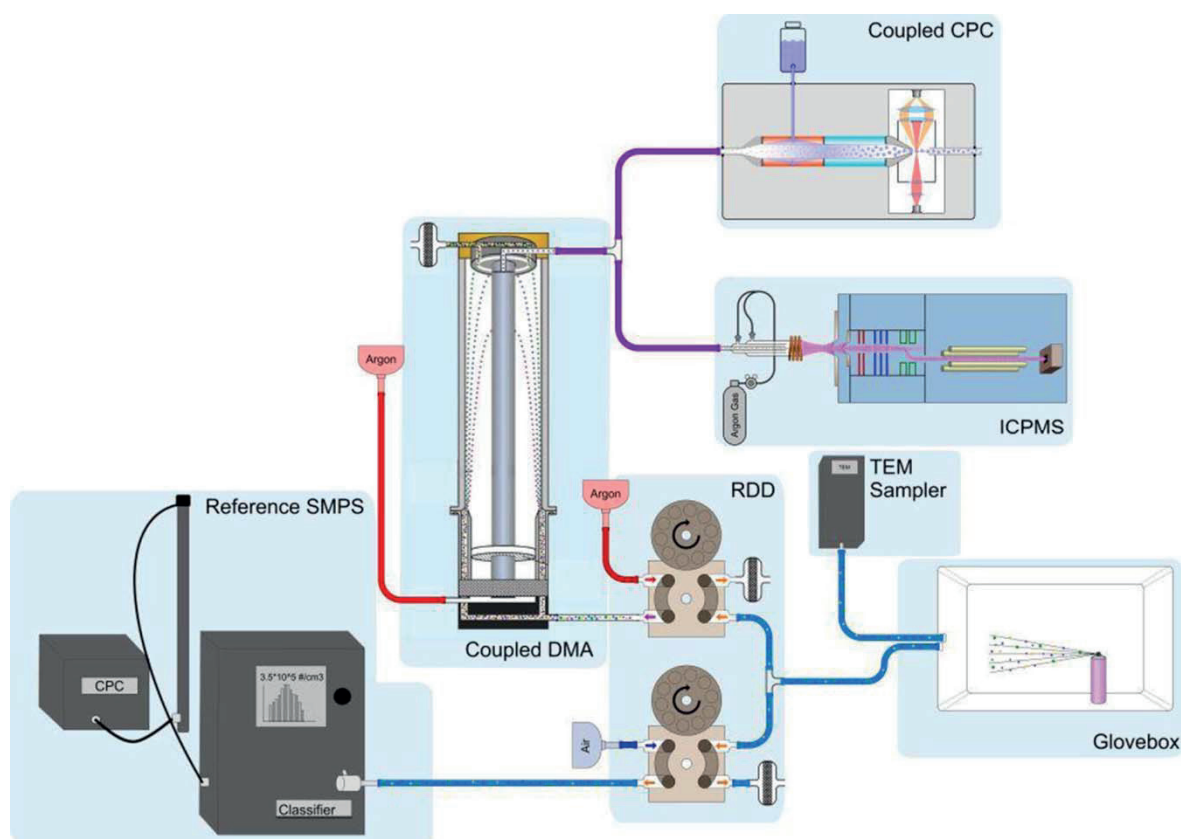 Coupled CPC
Argon
Argon Gas
ICPMS
TEM
TEM
Sampler
RDD
Argon
Reference SMPS
Coupled DMA
CPC
3.5*10^5 #/cm3
Air
Classifier
Glovebox